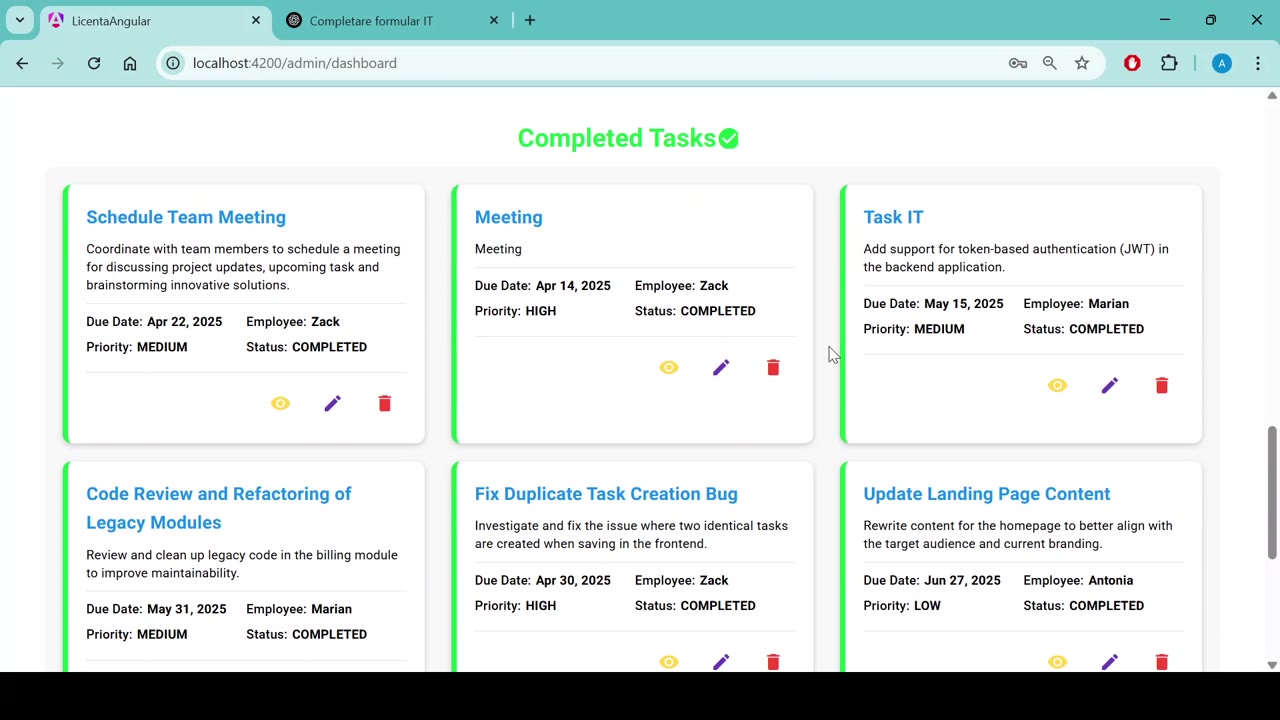 LicentaAngular
Completare formular IT
localhost:4200/admin/dashboard
A
Completed Tasks
Schedule Team Meeting
Coordinate with team members to schedule a meeting
for discussing project updates, upcoming task and
brainstorming innovative solutions.
Due Date: Apr 22, 2025 Employee: Zack
Priority: MEDIUM Status: COMPLETED
Meeting
Meeting
Due Date: Apr 14, 2025 Employee: Zack
Priority: HIGH Status: COMPLETED
Task IT
Add support for token-based authentication (JWT) in
the backend application.
Due Date: May 15, 2025 Employee: Marian
Priority: MEDIUM Status: COMPLETED
Code Review and Refactoring of
Legacy Modules
Review and clean up legacy code in the billing module
to improve maintainability.
Due Date: May 31, 2025 Employee: Marian
Priority: MEDIUM Status: COMPLETED
Fix Duplicate Task Creation Bug
Investigate and fix the issue where two identical tasks
are created when saving in the frontend.
Due Date: Apr 30, 2025 Employee: Zack
Priority: HIGH Status: COMPLETED
Update Landing Page Content
Rewrite content for the homepage to better align with
the target audience and current branding.
Due Date: Jun 27, 2025 Employee: Antonia
Priority: LOW Status: COMPLETED